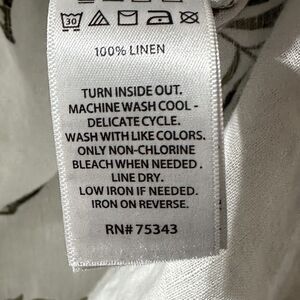 30
100% LINEN
TURN INSIDE OUT.
MACHINE WASH COOL -
DELICATE CYCLE.
WASH WITH LIKE COLORS.
ONLY NON-CHLORINE
BLEACH WHEN NEEDED.
LINE DRY.
LOW IRON IF NEEDED.
IRON ON REVERSE.
RN# 75343